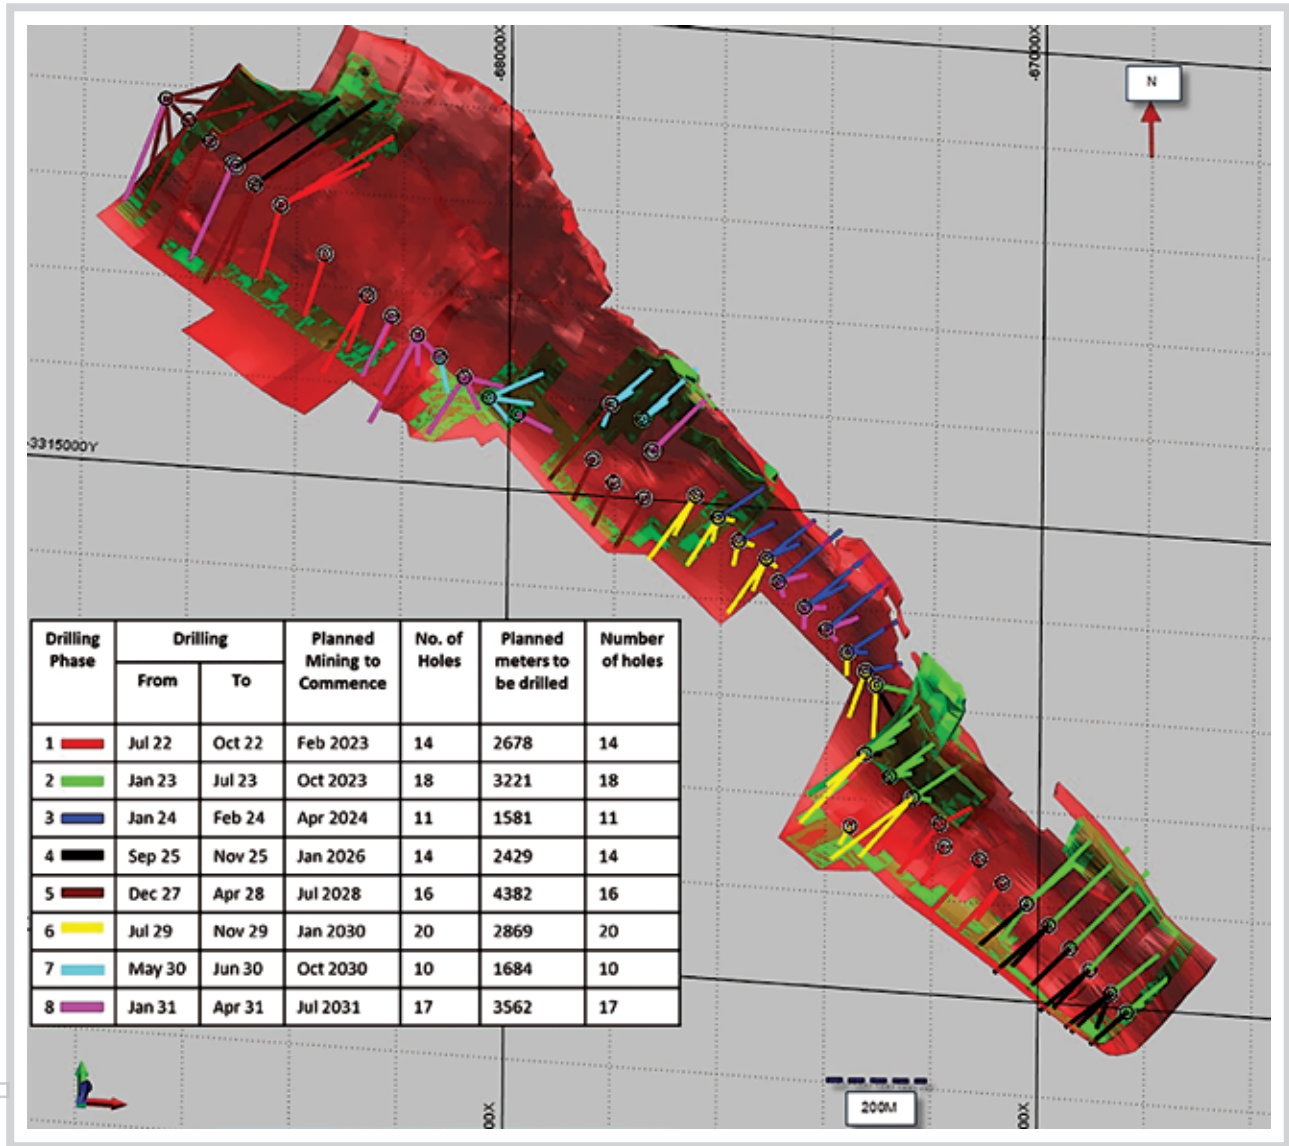 -68000X
-67000X
N
-3315000Y
Drilling Phase
Drilling
Planned Mining to Commence
No. of Holes
Planned meters to be drilled
Number of holes
From
To
1 Jul 22 Oct 22 Feb 2023 14 2678 14
2 Jan 23 Jul 23 Oct 2023 18 3221 18
3 Jan 24 Feb 24 Apr 2024 11 1581 11
4 Sep 25 Nov 25 Jan 2026 14 2429 14
5 Dec 27 Apr 28 Jul 2028 16 4382 16
6 Jul 29 Nov 29 Jan 2030 20 2869 20
7 May 30 Jun 30 Oct 2030 10 1684 10
8 Jan 31 Apr 31 Jul 2031 17 3562 17
200M
00X
00X